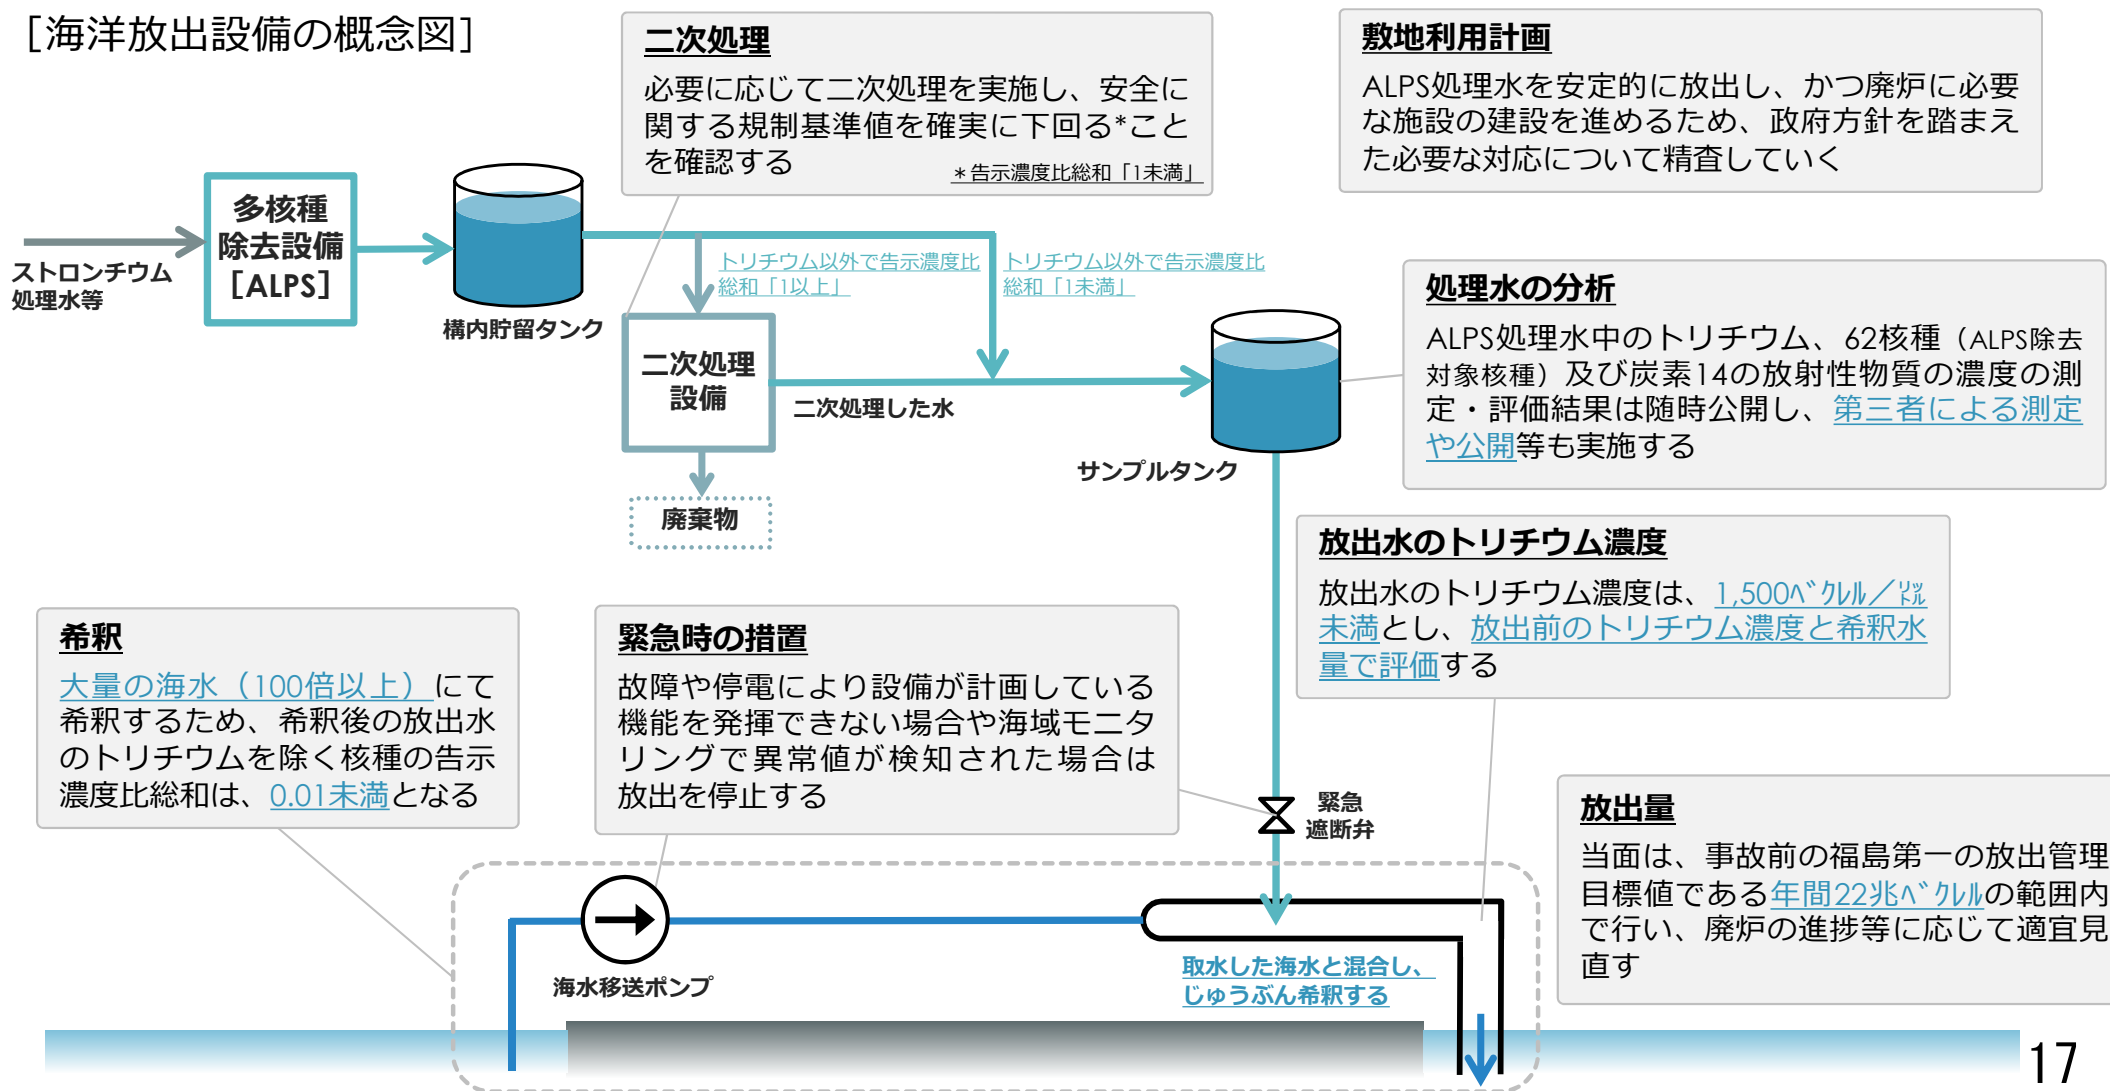 ［海洋放出設備の概念図］
二次処理
必要に応じて二次処理を実施し、安全に
関する規制基準値を確実に下回る*こと
を確認する
＊告示濃度比総和「1未満」
敷地利用計画
ALPS処理水を安定的に放出し、かつ廃炉に必要
な施設の建設を進めるため、政府方針を踏まえ
た必要な対応について精査していく
ストロンチウム
処理水等
多核種
除去設備
［ALPS］
構内貯留タンク
トリチウム以外で告示濃度比
総和「1以上」
トリチウム以外で告示濃度比
総和「1未満」
二次処理
設備
二次処理した水
廃棄物
サンプルタンク
処理水の分析
ALPS処理水中のトリチウム、62核種（ALPS除去
対象核種）及び炭素14の放射性物質の濃度の測
定・評価結果は随時公開し、第三者による測定
や公開等も実施する
放出水のトリチウム濃度
放出水のトリチウム濃度は、1,500ﾍﾞｸﾚﾙ／㍑
未満とし、放出前のトリチウム濃度と希釈水
量で評価する
希釈
大量の海水（100倍以上）にて
希釈するため、希釈後の放出水
のトリチウムを除く核種の告示
濃度比総和は、0.01未満となる
緊急時の措置
故障や停電により設備が計画している
機能を発揮できない場合や海域モニタ
リングで異常値が検知された場合は
放出を停止する
緊急
遮断弁
放出量
当面は、事故前の福島第一の放出管理
目標値である年間22兆ﾍﾞｸﾚﾙの範囲内
で行い、廃炉の進捗等に応じて適宜見
直す
海水移送ポンプ
取水した海水と混合し、
じゅうぶん希釈する
17